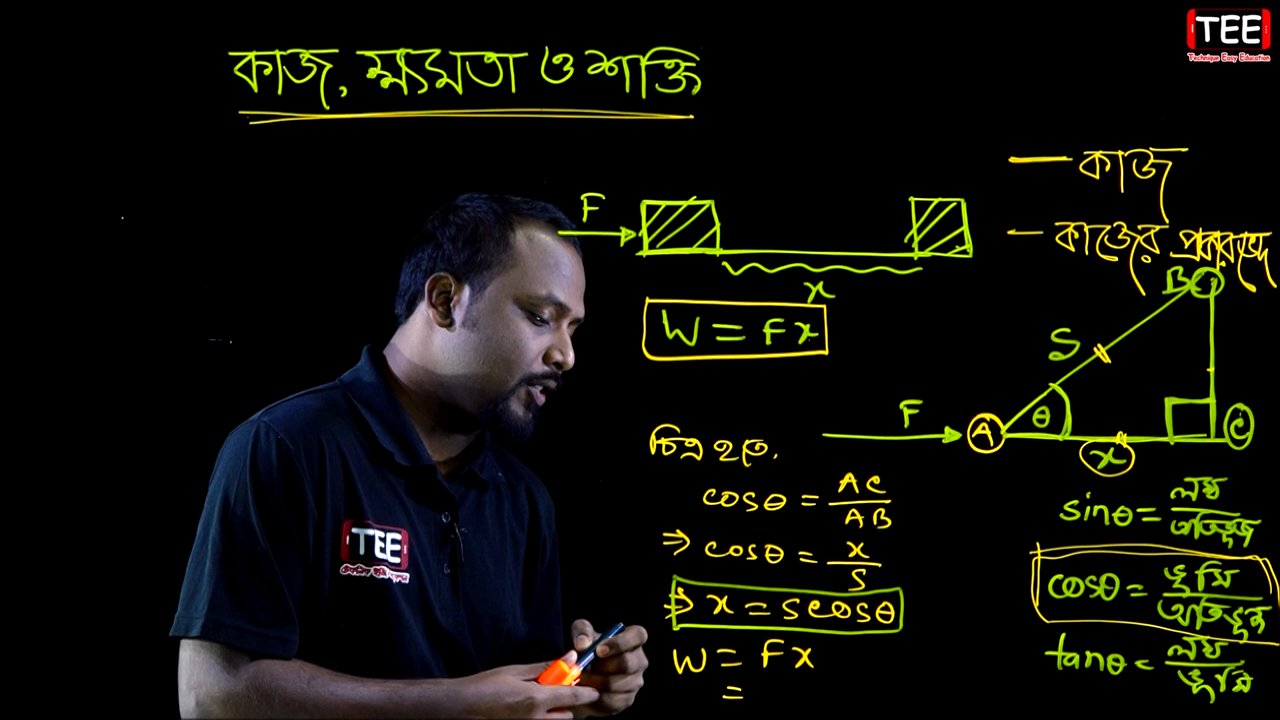 TEE
Technique Easy Education
কাজ, ক্ষমতা ও শক্তি
— কাজ
— কাজের প্রকারভেদ
F
x
W = Fx
B
S
θ
F
A
C
x
চিত্র হতে,
cosθ = AC/AB
⇒ cosθ = x/S
⇒ x = s cosθ
W = Fx
=
sinθ = লম্ব/অতিভূজ
cosθ = ভূমি/অতিভূজ
tanθ = লম্ব/ভূমি
TEE